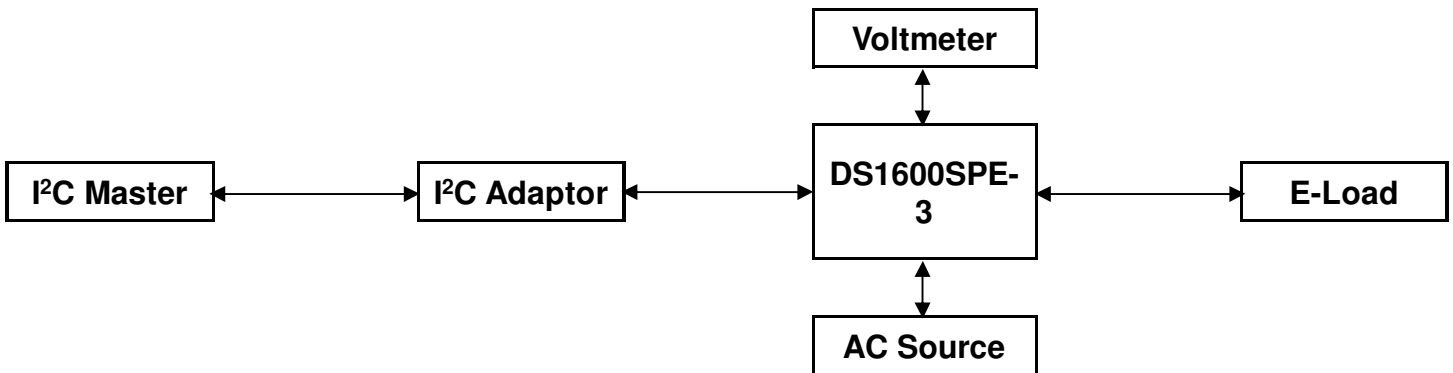 Voltmeter
I²C Master
I²C Adaptor
DS1600SPE-
3
E-Load
AC Source